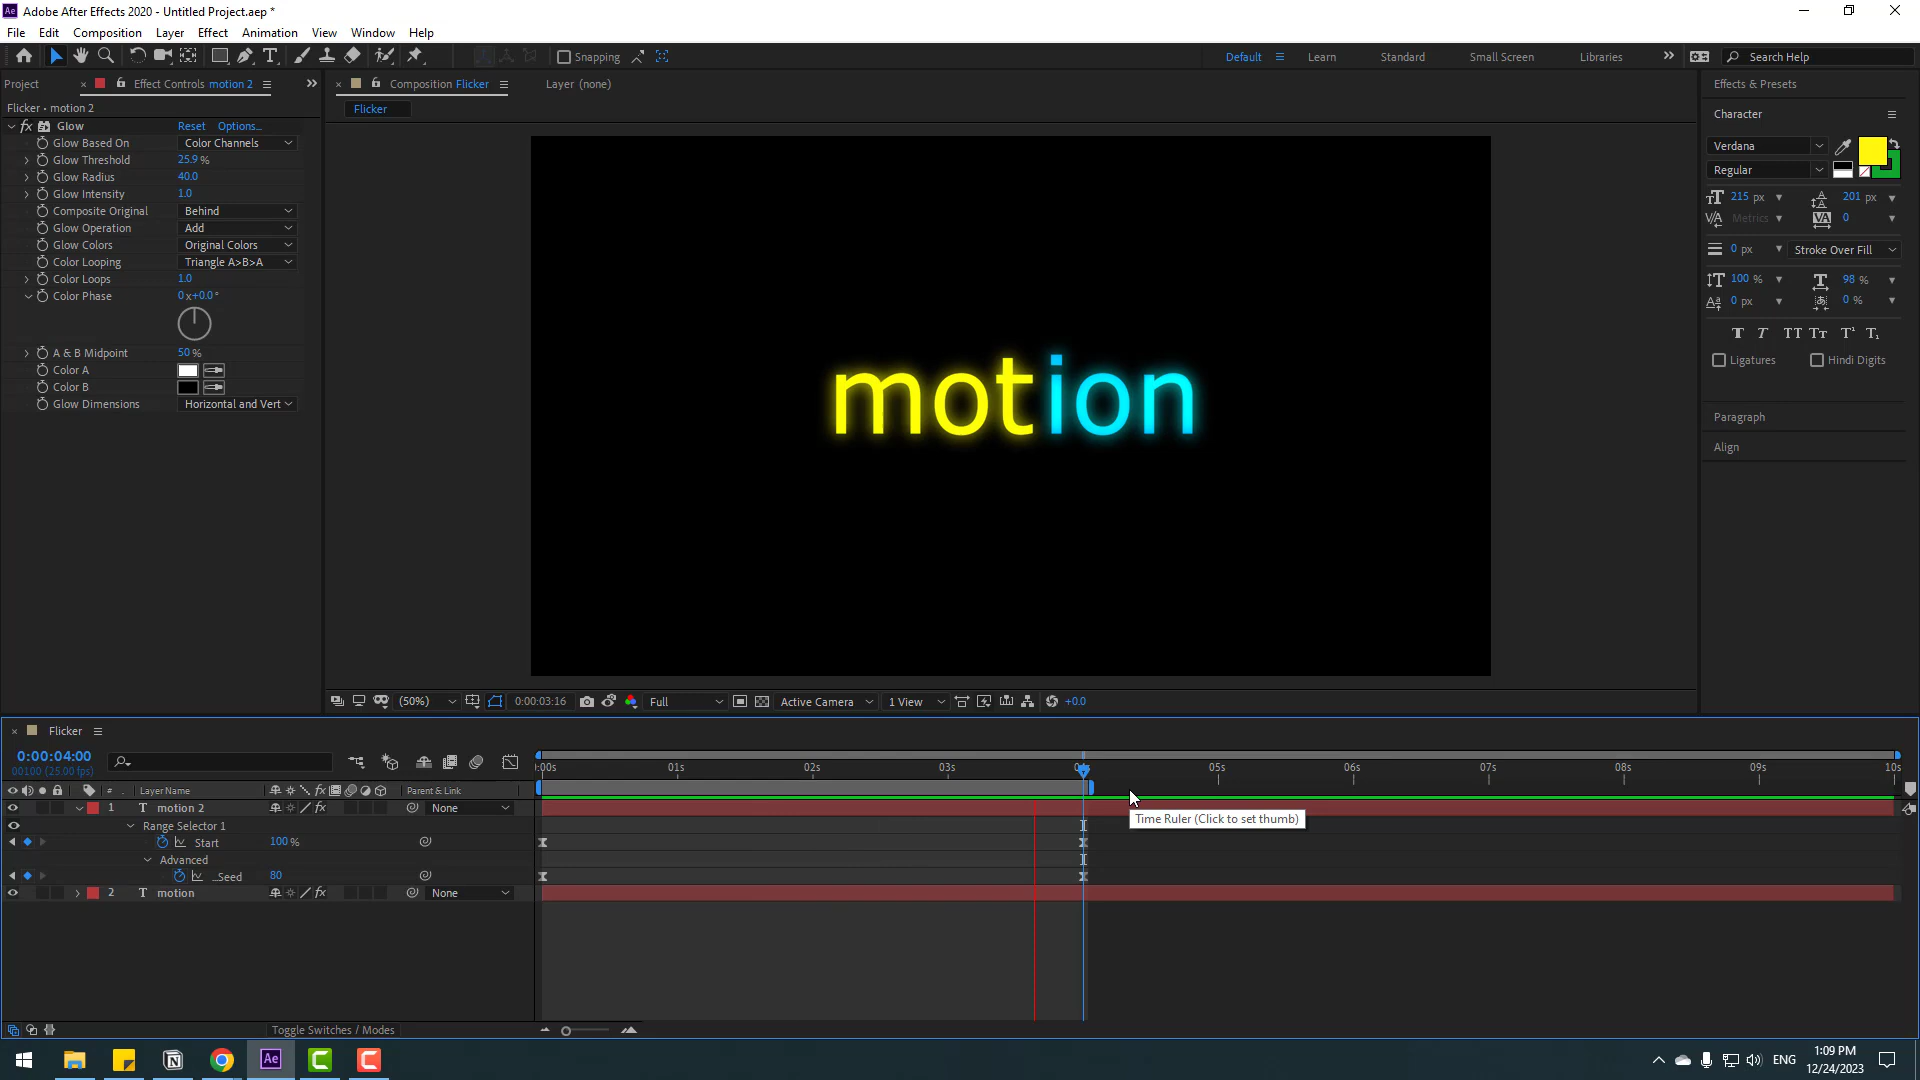 Adobe After Effects 2020 - Untitled Project.aep *
File Edit Composition Layer Effect Animation View Window Help
Snapping Default Learn Standard Small Screen Libraries Search Help
Project Effect Controls motion 2 Composition Flicker Layer (none) Effects & Presets
Flicker • motion 2 Flicker Character
fx Glow Reset Options...
Glow Based On Color Channels Verdana
Glow Threshold 25.9 % Regular
Glow Radius 40.0
Glow Intensity 1.0 215 px 201 px
Composite Original Behind Metrics 0
Glow Operation Add
Glow Colors Original Colors 0 px Stroke Over Fill
Color Looping Triangle A>B>A
Color Loops 1.0 100 % 98 %
Color Phase 0 x+0.0° 0 px 0 %
Ligatures Hindi Digits
A & B Midpoint 50 %
Color A
Color B
Glow Dimensions Horizontal and Vert
Paragraph
Align
motion
(50%) 0:00:03:16 Full Active Camera 1 View +0.0
Flicker
0:00:04:00
00100 (25.00 fps)
:00s 01s 02s 03s 05s 06s 07s 08s 09s 10s
# Layer Name Parent & Link
1 T motion 2 fx None
Time Ruler (Click to set thumb)
Range Selector 1
Start 100 %
Advanced
_Seed 80
2 T motion fx None
Toggle Switches / Modes
Ae ENG 1:09 PM
12/24/2023